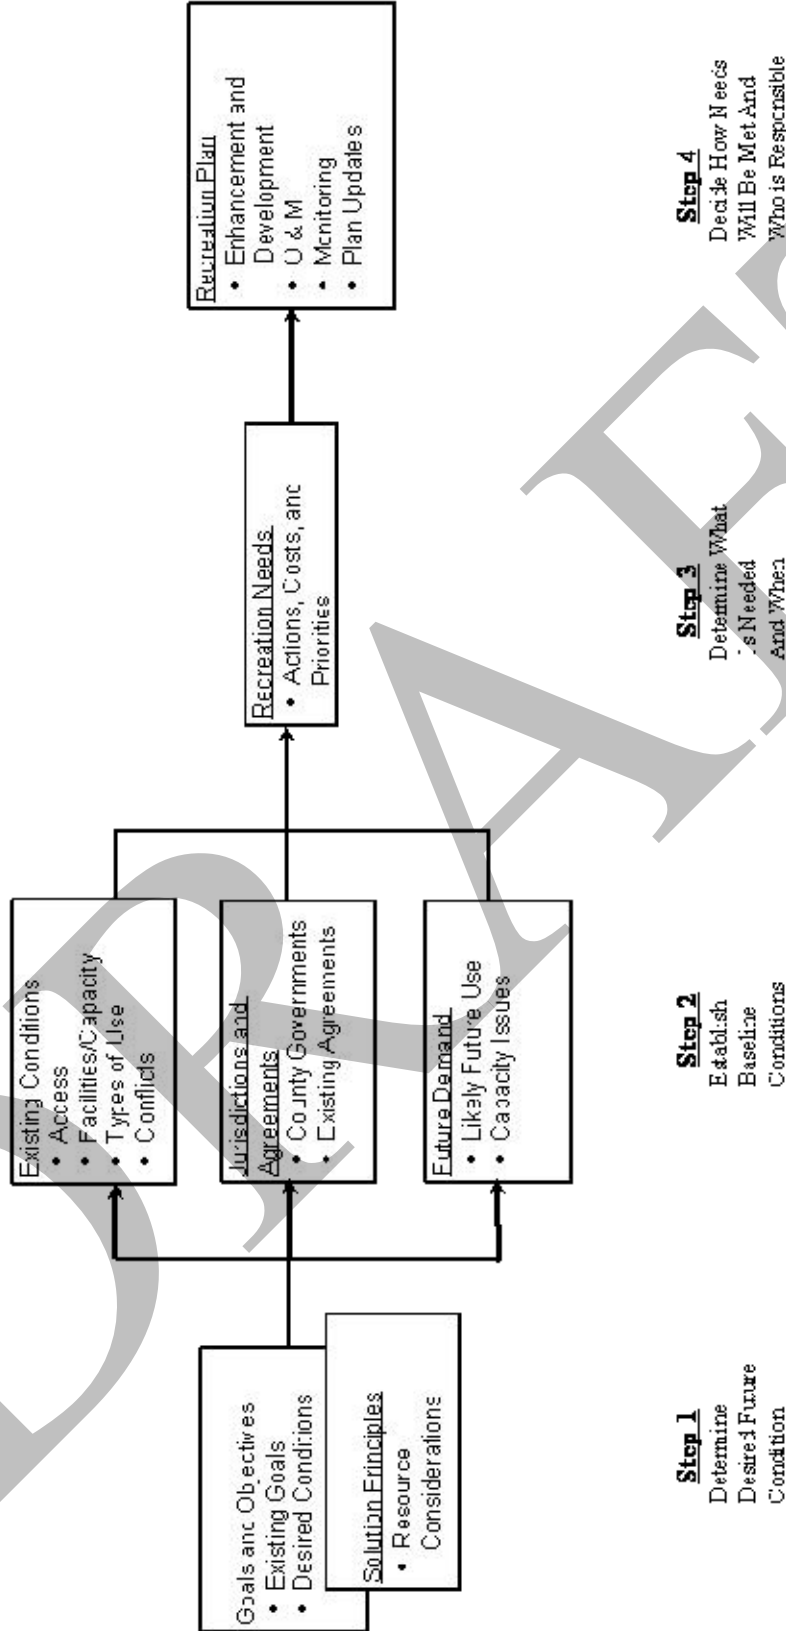 Goals and Objectives
• Existing Goals
• Desired Conditions
Solution Principles
• Resource
Considerations
Existing Conditions
• Access
• Facilities/Capacity
• Types of Use
• Conflicts
Jurisdictions and
Agreements
• County Governments
• Existing Agreements
Future Demand
• Likely Future Use
• Capacity Issues
Recreation Needs
• Actions, Costs, and
Priorities
Recreation Plan
• Enhancement and
Development
• O & M
• Monitoring
• Plan Updates
Step 1
Determine
Desired Future
Condition
Step 2
Establish
Baseline
Conditions
Step 3
Determine What
is Needed
And When
Step 4
Decide How Needs
Will Be Met And
Who is Responsible
DRAFT